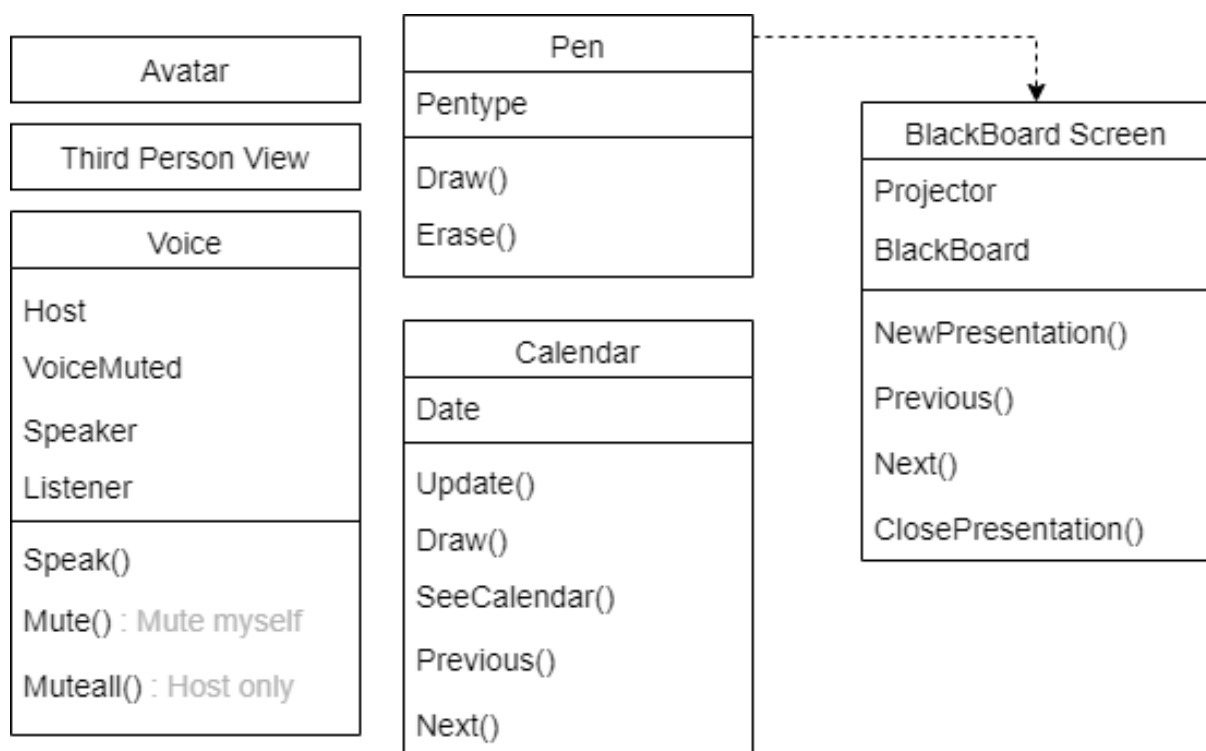 Avatar
Third Person View
Voice
Host
VoiceMuted
Speaker
Listener
Speak()
Mute() : Mute myself
Muteall() : Host only
Pen
Pentype
Draw()
Erase()
Calendar
Date
Update()
Draw()
SeeCalendar()
Previous()
Next()
BlackBoard Screen
Projector
BlackBoard
NewPresentation()
Previous()
Next()
ClosePresentation()